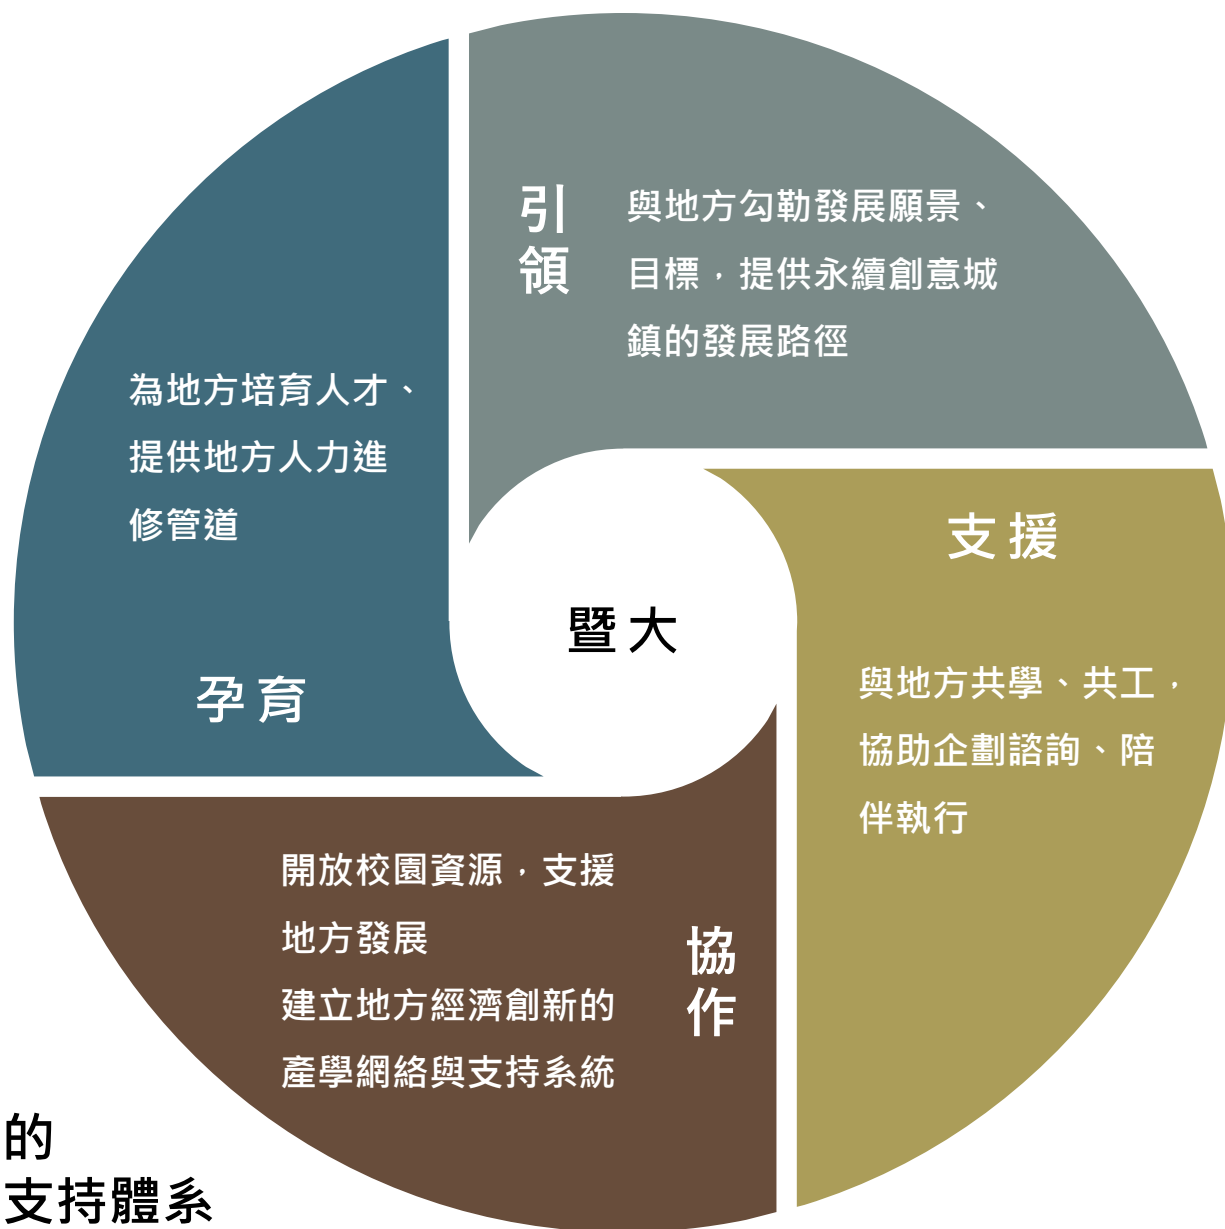 引領
與地方勾勒發展願景、
目標，提供永續創意城
鎮的發展路徑
支援
與地方共學、共工，
協助企劃諮詢、陪
伴執行
協作
開放校園資源，支援
地方發展
建立地方經濟創新的
產學網絡與支持系統
為地方培育人才、
提供地方人力進
修管道
孕育
暨大
的
支持體系